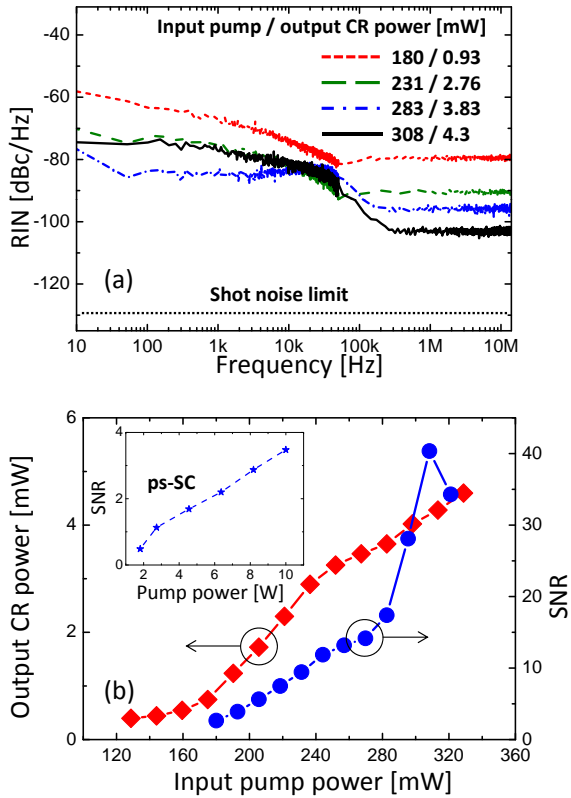 Input pump / output CR power [mW]
180 / 0.93
231 / 2.76
283 / 3.83
308 / 4.3
-40
-60
-80
-100
-120
RIN [dBc/Hz]
(a)
Shot noise limit
10 100 1k 10k 100k 1M 10M
Frequency [Hz]
6
4
2
0
Output CR power [mW]
4
2
0
SNR
ps-SC
2 4 6 8 10
Pump power [W]
40
30
20
10
0
SNR
(b)
120 160 200 240 280 320 360
Input pump power [mW]